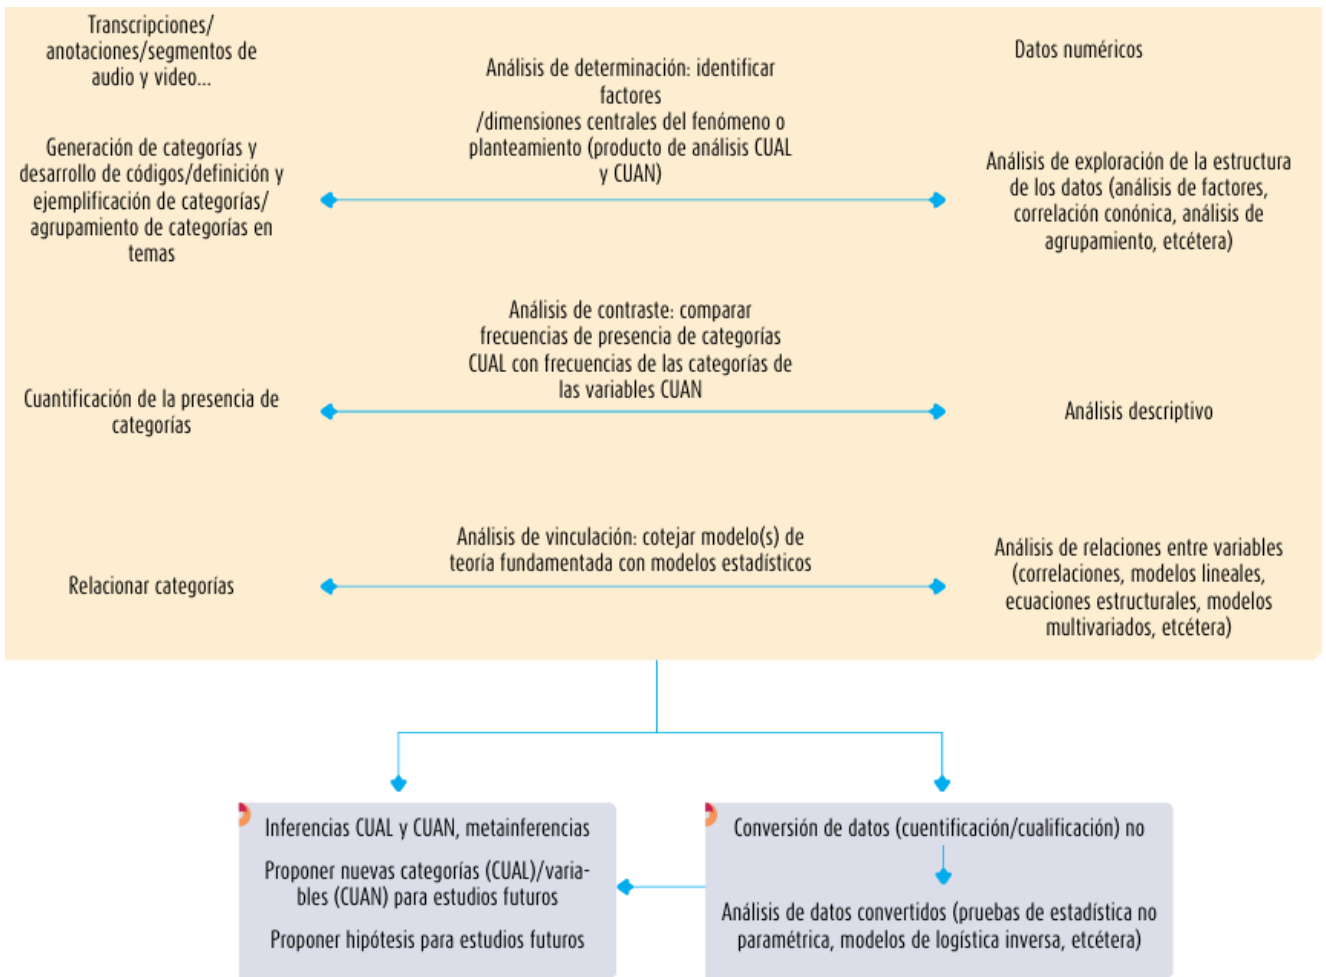 Transcripciones/
anotaciones/segmentos de
audio y video...
Datos numéricos
Análisis de determinación: identificar
factores
/dimensiones centrales del fenómeno o
planteamiento (producto de análisis CUAL
y CUAN)
Generación de categorías y
desarrollo de códigos/definición y
ejemplificación de categorías/
agrupamiento de categorías en
temas
Análisis de exploración de la estructura
de los datos (análisis de factores,
correlación conónica, análisis de
agrupamiento, etcétera)
Análisis de contraste: comparar
frecuencias de presencia de categorías
CUAL con frecuencias de las categorías de
las variables CUAN
Cuantificación de la presencia de
categorías
Análisis descriptivo
Análisis de vinculación: cotejar modelo(s) de
teoría fundamentada con modelos estadísticos
Relacionar categorías
Análisis de relaciones entre variables
(correlaciones, modelos lineales,
ecuaciones estructurales, modelos
multivariados, etcétera)
Inferencias CUAL y CUAN, metainferencias
Proponer nuevas categorías (CUAL)/varia-
bles (CUAN) para estudios futuros
Proponer hipótesis para estudios futuros
Conversión de datos (cuentificación/cualificación) no
Análisis de datos convertidos (pruebas de estadística no
paramétrica, modelos de logística inversa, etcétera)